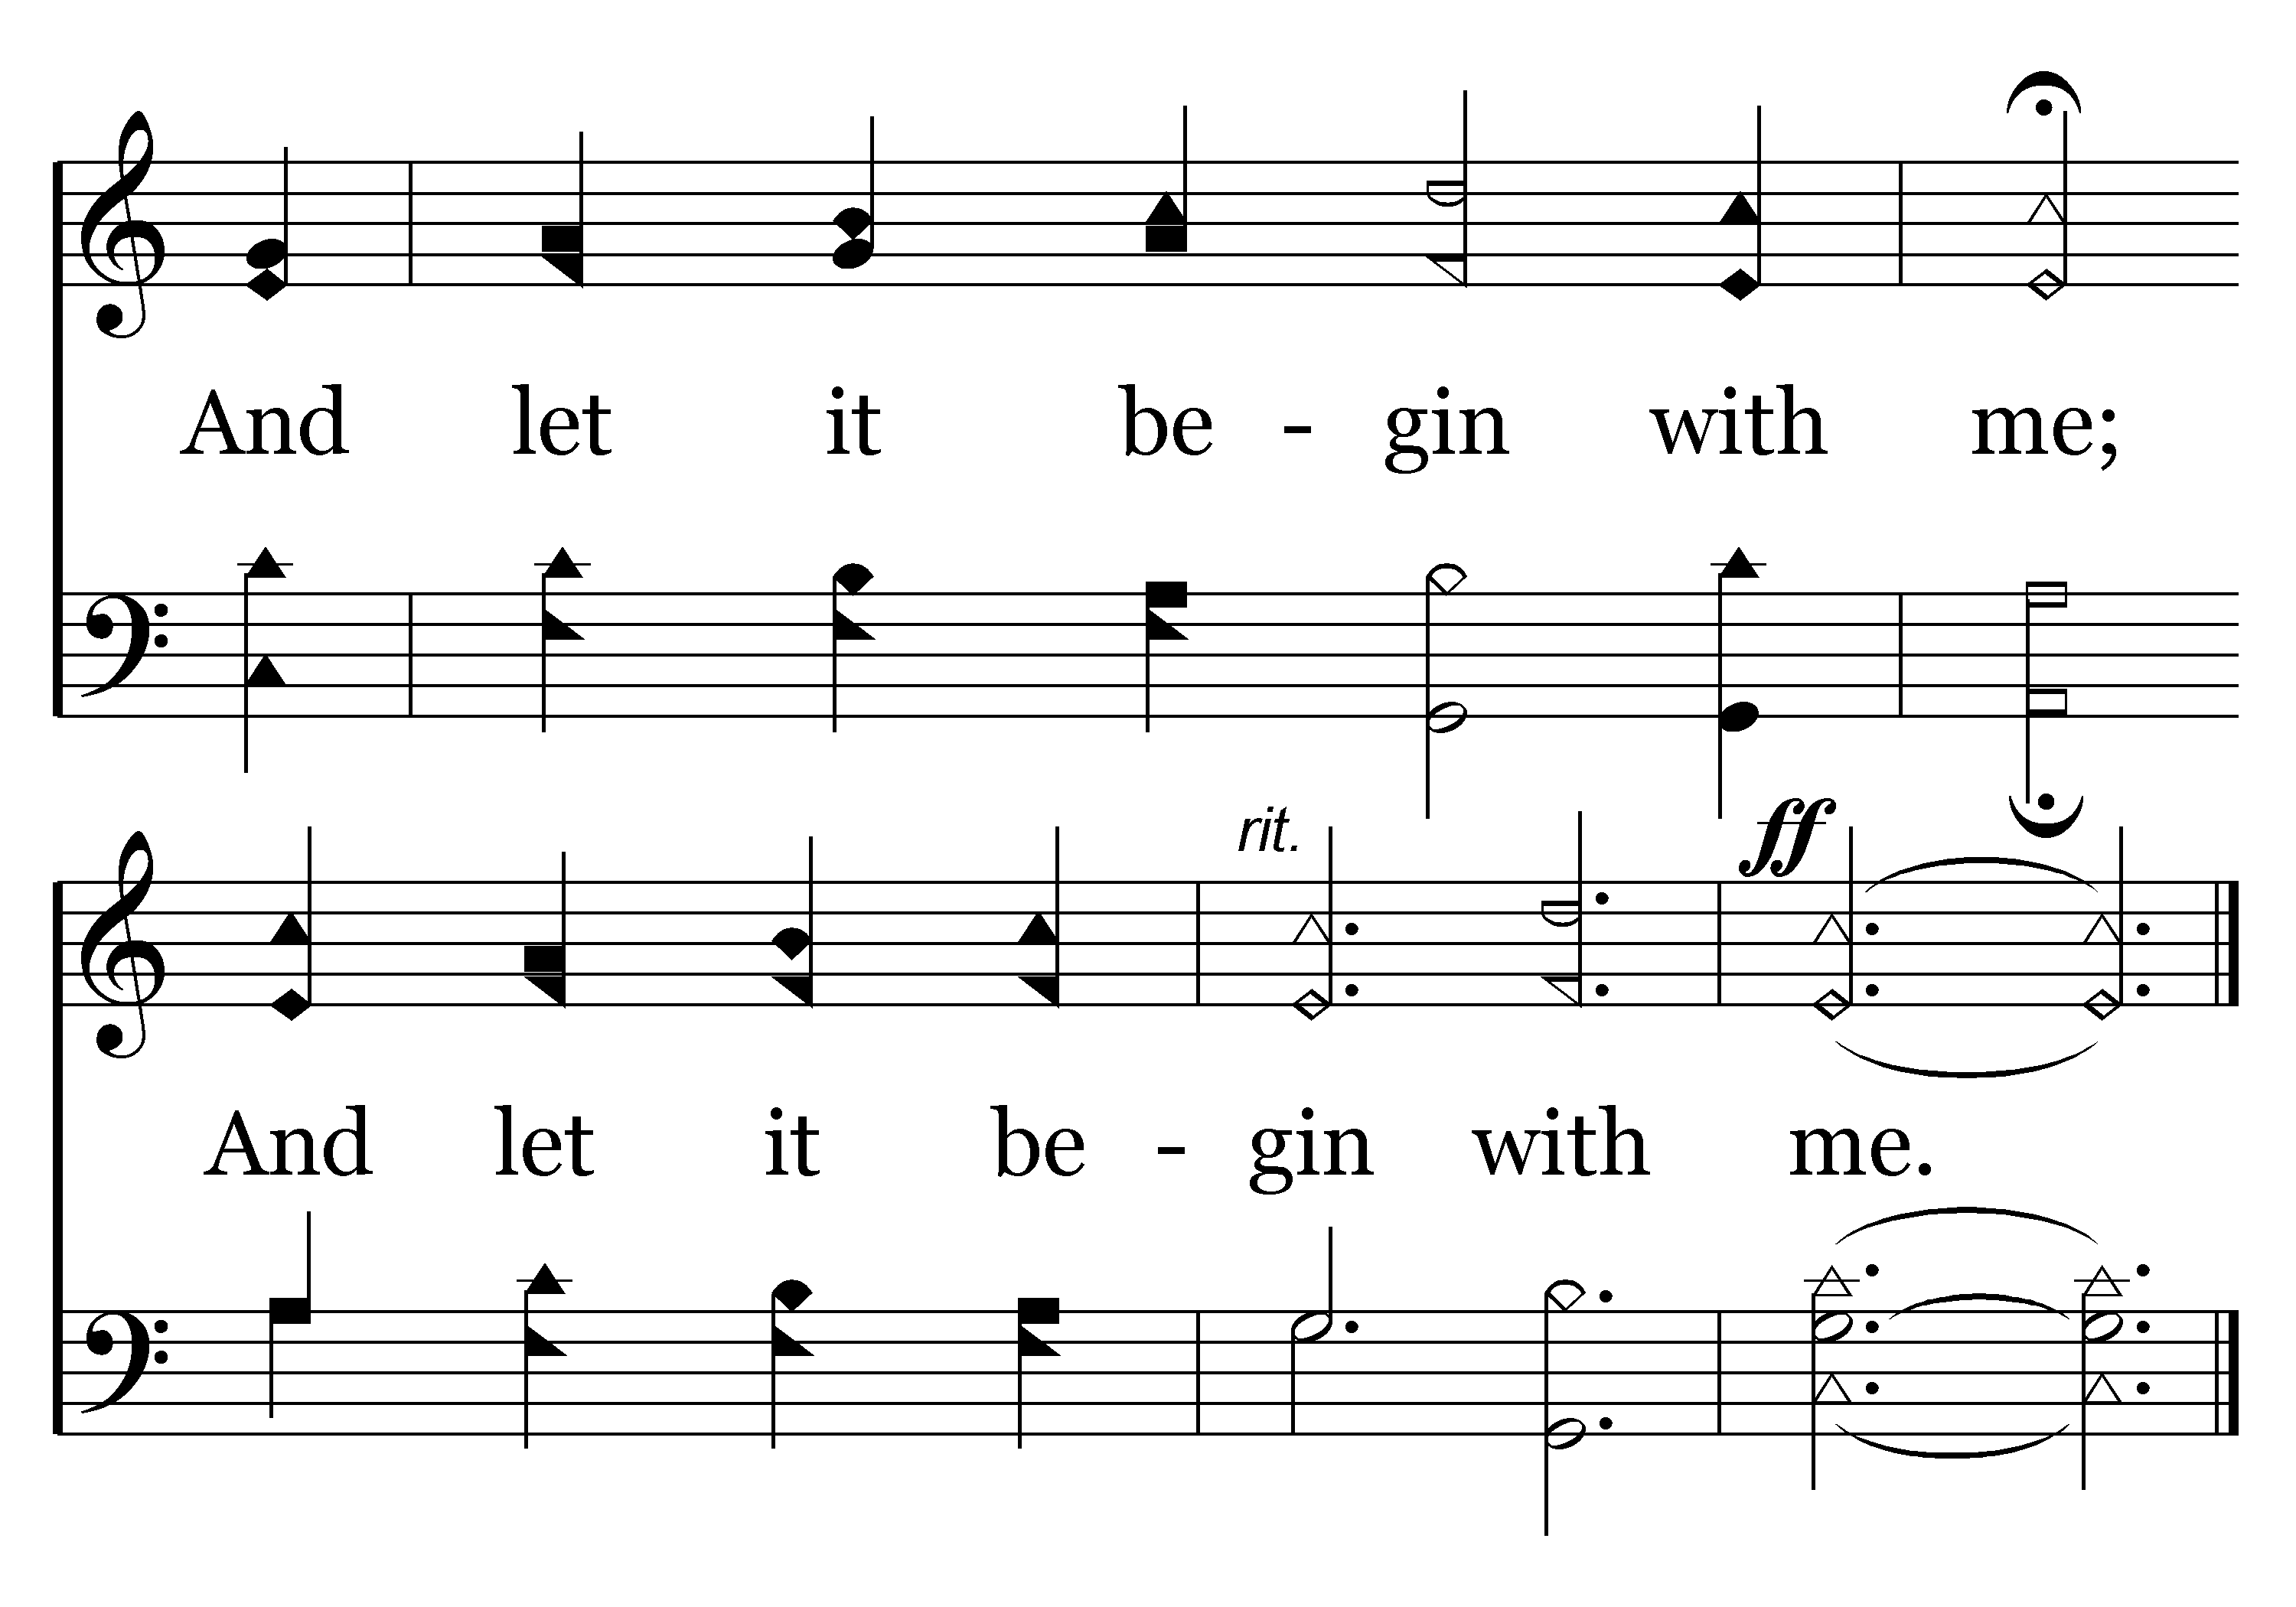 And let it be - gin with me;
rit. ff
And let it be - gin with me.